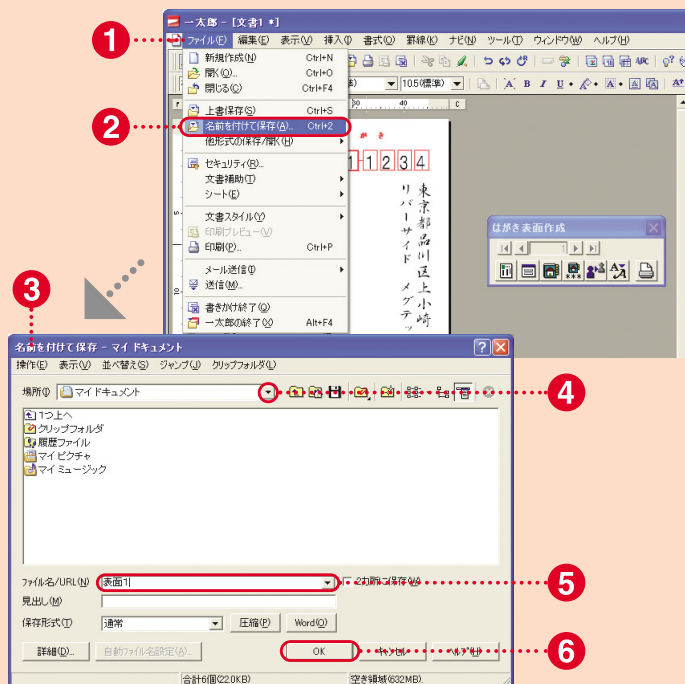 一太郎 - [文書1 *]
ファイル(F) 編集(E) 表示(V) 挿入(I) 書式(O) 罫線(K) ナビ(N) ツール(T) ウィンドウ(W) ヘルプ(H)
1
新規作成(N) Ctrl+N
開く(O)... Ctrl+O
閉じる(C) Ctrl+F4
10.5(標準)
上書保存(S) Ctrl+S
2
名前を付けて保存(A)... Ctrl+2
他形式の保存/開く(H)
セキュリティ(R)...
文書補助(T)
シート(E)
文書スタイル(Y)
印刷プレビュー(V)
印刷(P)... Ctrl+P
メール送信(I)
送信(M)...
書きかけ終了(Q)
一太郎の終了(X) Alt+F4
40
がき
1 1 2 3 4
東京都品川区上小崎
リバーサイド メグテッ
はがき表面作成
1
3
名前を付けて保存 - マイ ドキュメント
操作(E) 表示(V) 並べ替え(S) ジャンプ(J) クリップフォルダ(L)
場所(I) マイ ドキュメント
4
1つ上へ
クリップフォルダ
履歴ファイル
マイ ピクチャ
マイ ミュージック
ファイル名/URL(N) 表面1 2カ所に保存(W)
5
見出し(M)
保存形式(T) 通常 圧縮(P) Word(O)
詳細(D)... 自動ファイル名設定(A)... OK キャンセル ヘルプ(H)
6
合計6個(22.0KB) 空き領域(632MB).